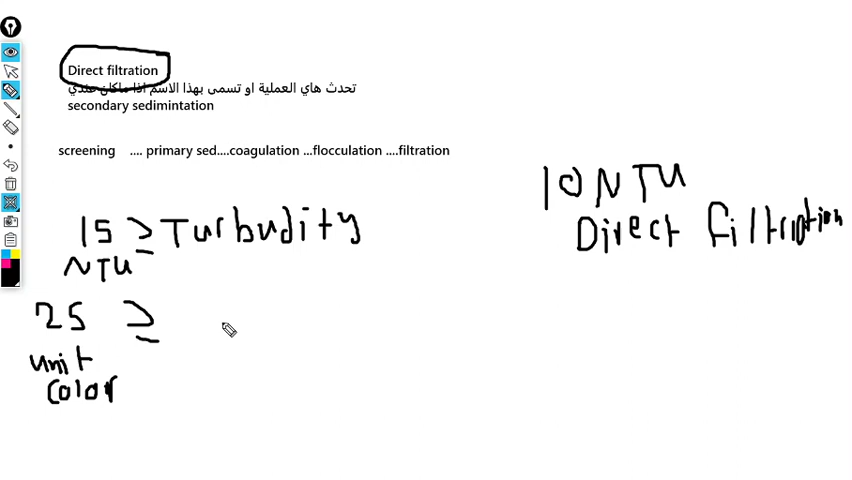 Direct filtration
تحدث هاي العملية او تسمى بهذا الاسم اذا ماكان عندي
secondary sedimintation
screening .... primary sed....coagulation ...flocculation ....filtration
10 NTU
Direct filtration
15 ≥ Turbudity
NTU
25 ≥
unit
color